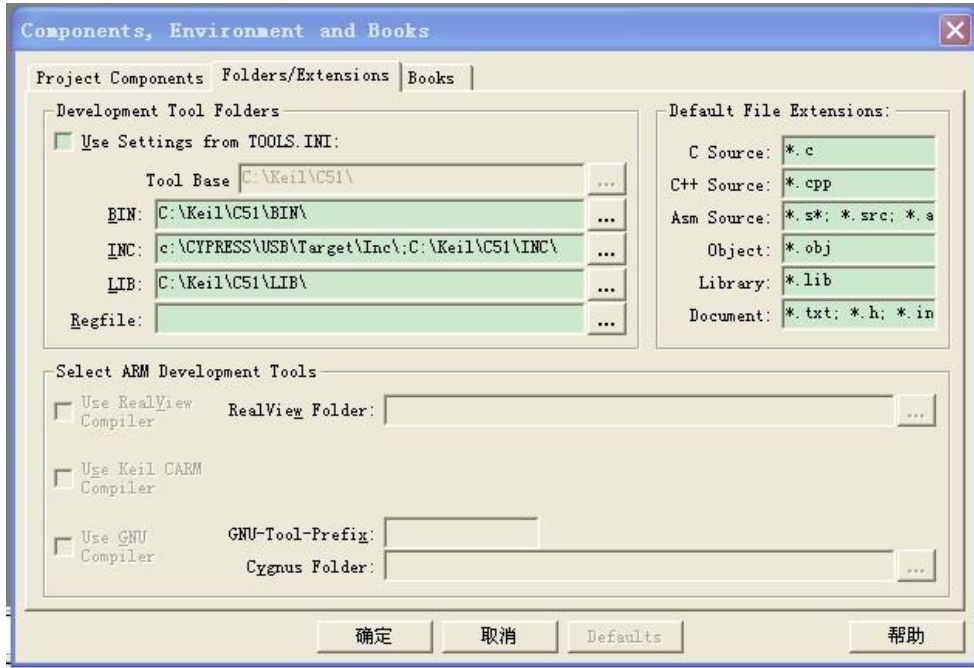 Components, Environment and Books
Project Components Folders/Extensions Books
Development Tool Folders
Use Settings from TOOLS.INI:
Tool Base C:\Keil\C51\ ...
BIN: C:\Keil\C51\BIN\ ...
INC: c:\CYPRESS\USB\Target\Inc\;C:\Keil\C51\INC\ ...
LIB: C:\Keil\C51\LIB\ ...
Regfile: ...
Default File Extensions:
C Source: *.c
C++ Source: *.cpp
Asm Source: *.s*; *.src; *.a
Object: *.obj
Library: *.lib
Document: *.txt; *.h; *.in
Select ARM Development Tools
Use RealView
Compiler
RealView Folder: ...
Use Keil CARM
Compiler
Use GNU
Compiler
GNU-Tool-Prefix:
Cygnus Folder: ...
确定 取消 Defaults 帮助